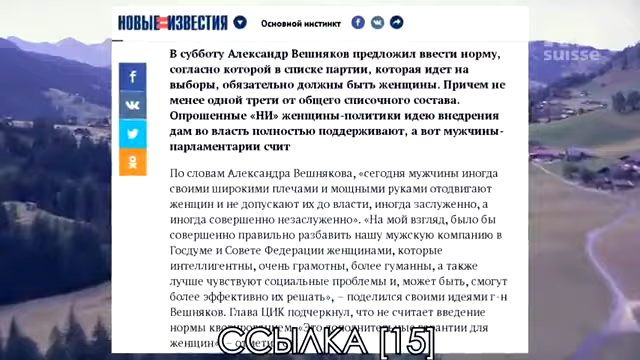 НОВЫЕ ИЗВЕСТИЯ
Основной инстинкт
suisse
В субботу Александр Вешняков предложил ввести норму,
согласно которой в списке партии, которая идет на
выборы, обязательно должны быть женщины. Причем не
менее одной трети от общего списочного состава.
Опрошенные «НИ» женщины-политики идею внедрения
дам во власть полностью поддерживают, а вот мужчины-
парламентарии счит
По словам Александра Вешнякова, «сегодня мужчины иногда
своими широкими плечами и мощными руками отодвигают
женщин и не допускают их до власти, иногда заслуженно, а
иногда совершенно незаслуженно». «На мой взгляд, было бы
совершенно правильно разбавить нашу мужскую компанию в
Госдуме и Совете Федерации женщинами, которые
интеллигентны, очень грамотны, более гуманны, а также
лучше чувствуют социальные проблемы и, может быть, смогут
более эффективно их решать», – поделился своими идеями г-н
Вешняков. Глава ЦИК подчеркнул, что не считает введение
нормы «Это гарантии для
женщин
ССЫЛКА [15]